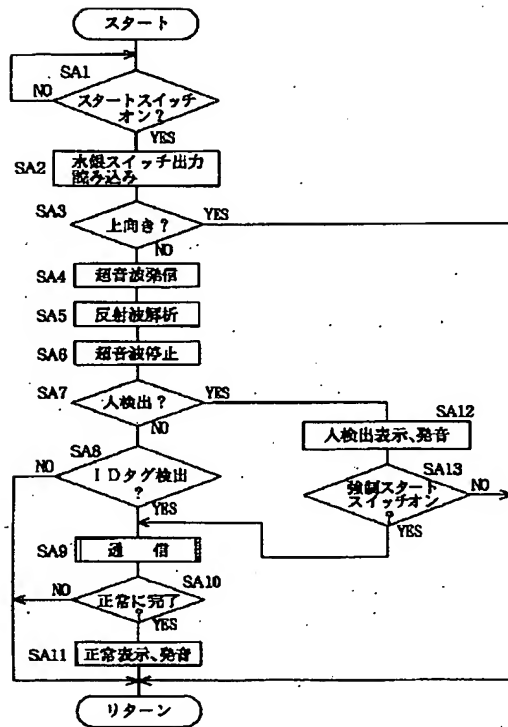 スタート
SA1
NO
スタートスイッチ
オン?
YES
SA2
水銀スイッチ出力
読み込み
SA3
上向き?
YES
NO
SA4
超音波発信
SA5
反射波解析
SA6
超音波停止
SA7
人検出?
YES
NO
SA12
人検出表示、発音
SA8
NO
IDタグ検出
?
YES
SA13
強制スタート
スイッチオン
?
NO
YES
SA9
通 信
SA10
NO
正常に完了
?
YES
SA11
正常表示、発音
リターン